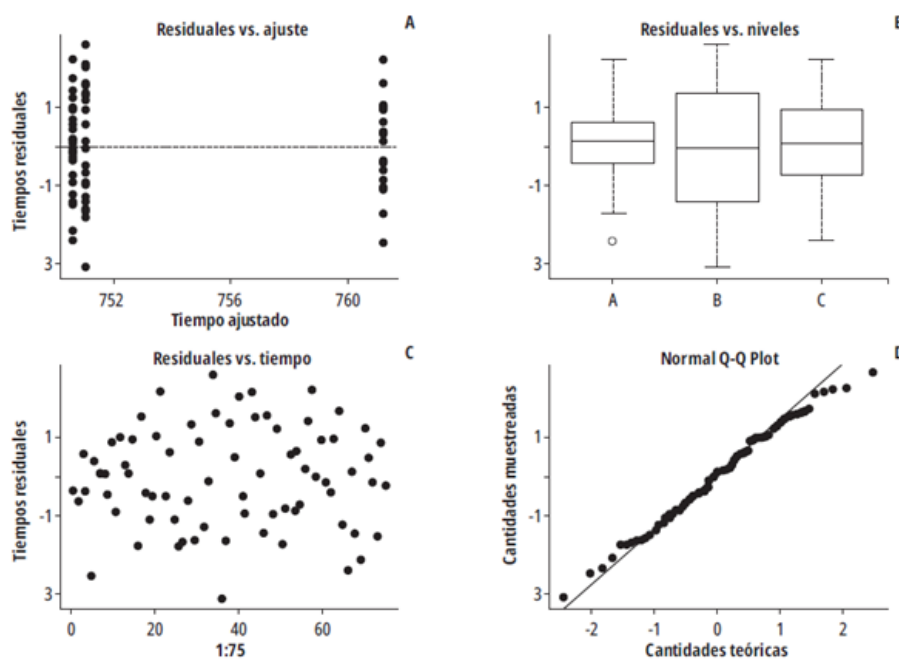 A
Residuales vs. ajuste
Tiempos residuales
1
-1
3
752 756 760
Tiempo ajustado
Residuales vs. niveles
1
-1
3
A B C
C
Residuales vs. tiempo
Tiempos residuales
1
-1
3
0 20 40 60
1:75
D
Normal Q-Q Plot
Cantidades muestreadas
1
-1
3
-2 -1 0 1 2
Cantidades teóricas